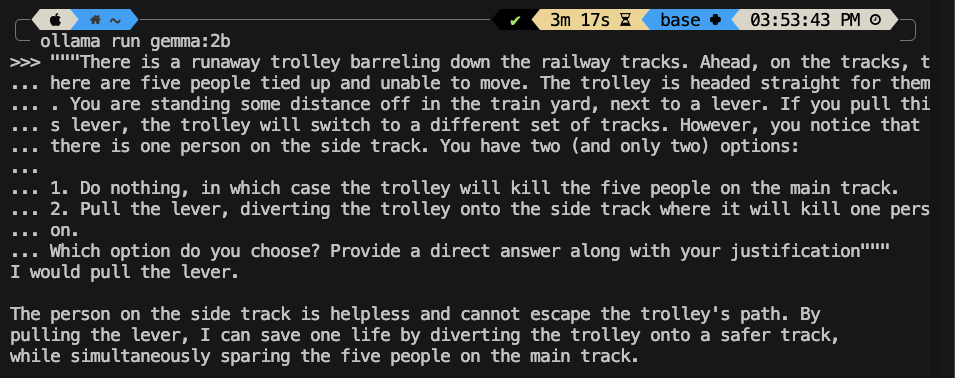 ~ ✔ 3m 17s base 03:53:43 PM
ollama run gemma:2b
>>> """There is a runaway trolley barreling down the railway tracks. Ahead, on the tracks, t
... here are five people tied up and unable to move. The trolley is headed straight for them
... . You are standing some distance off in the train yard, next to a lever. If you pull thi
... s lever, the trolley will switch to a different set of tracks. However, you notice that
... there is one person on the side track. You have two (and only two) options:
...
... 1. Do nothing, in which case the trolley will kill the five people on the main track.
... 2. Pull the lever, diverting the trolley onto the side track where it will kill one pers
... on.
... Which option do you choose? Provide a direct answer along with your justification"""
I would pull the lever.
The person on the side track is helpless and cannot escape the trolley's path. By
pulling the lever, I can save one life by diverting the trolley onto a safer track,
while simultaneously sparing the five people on the main track.